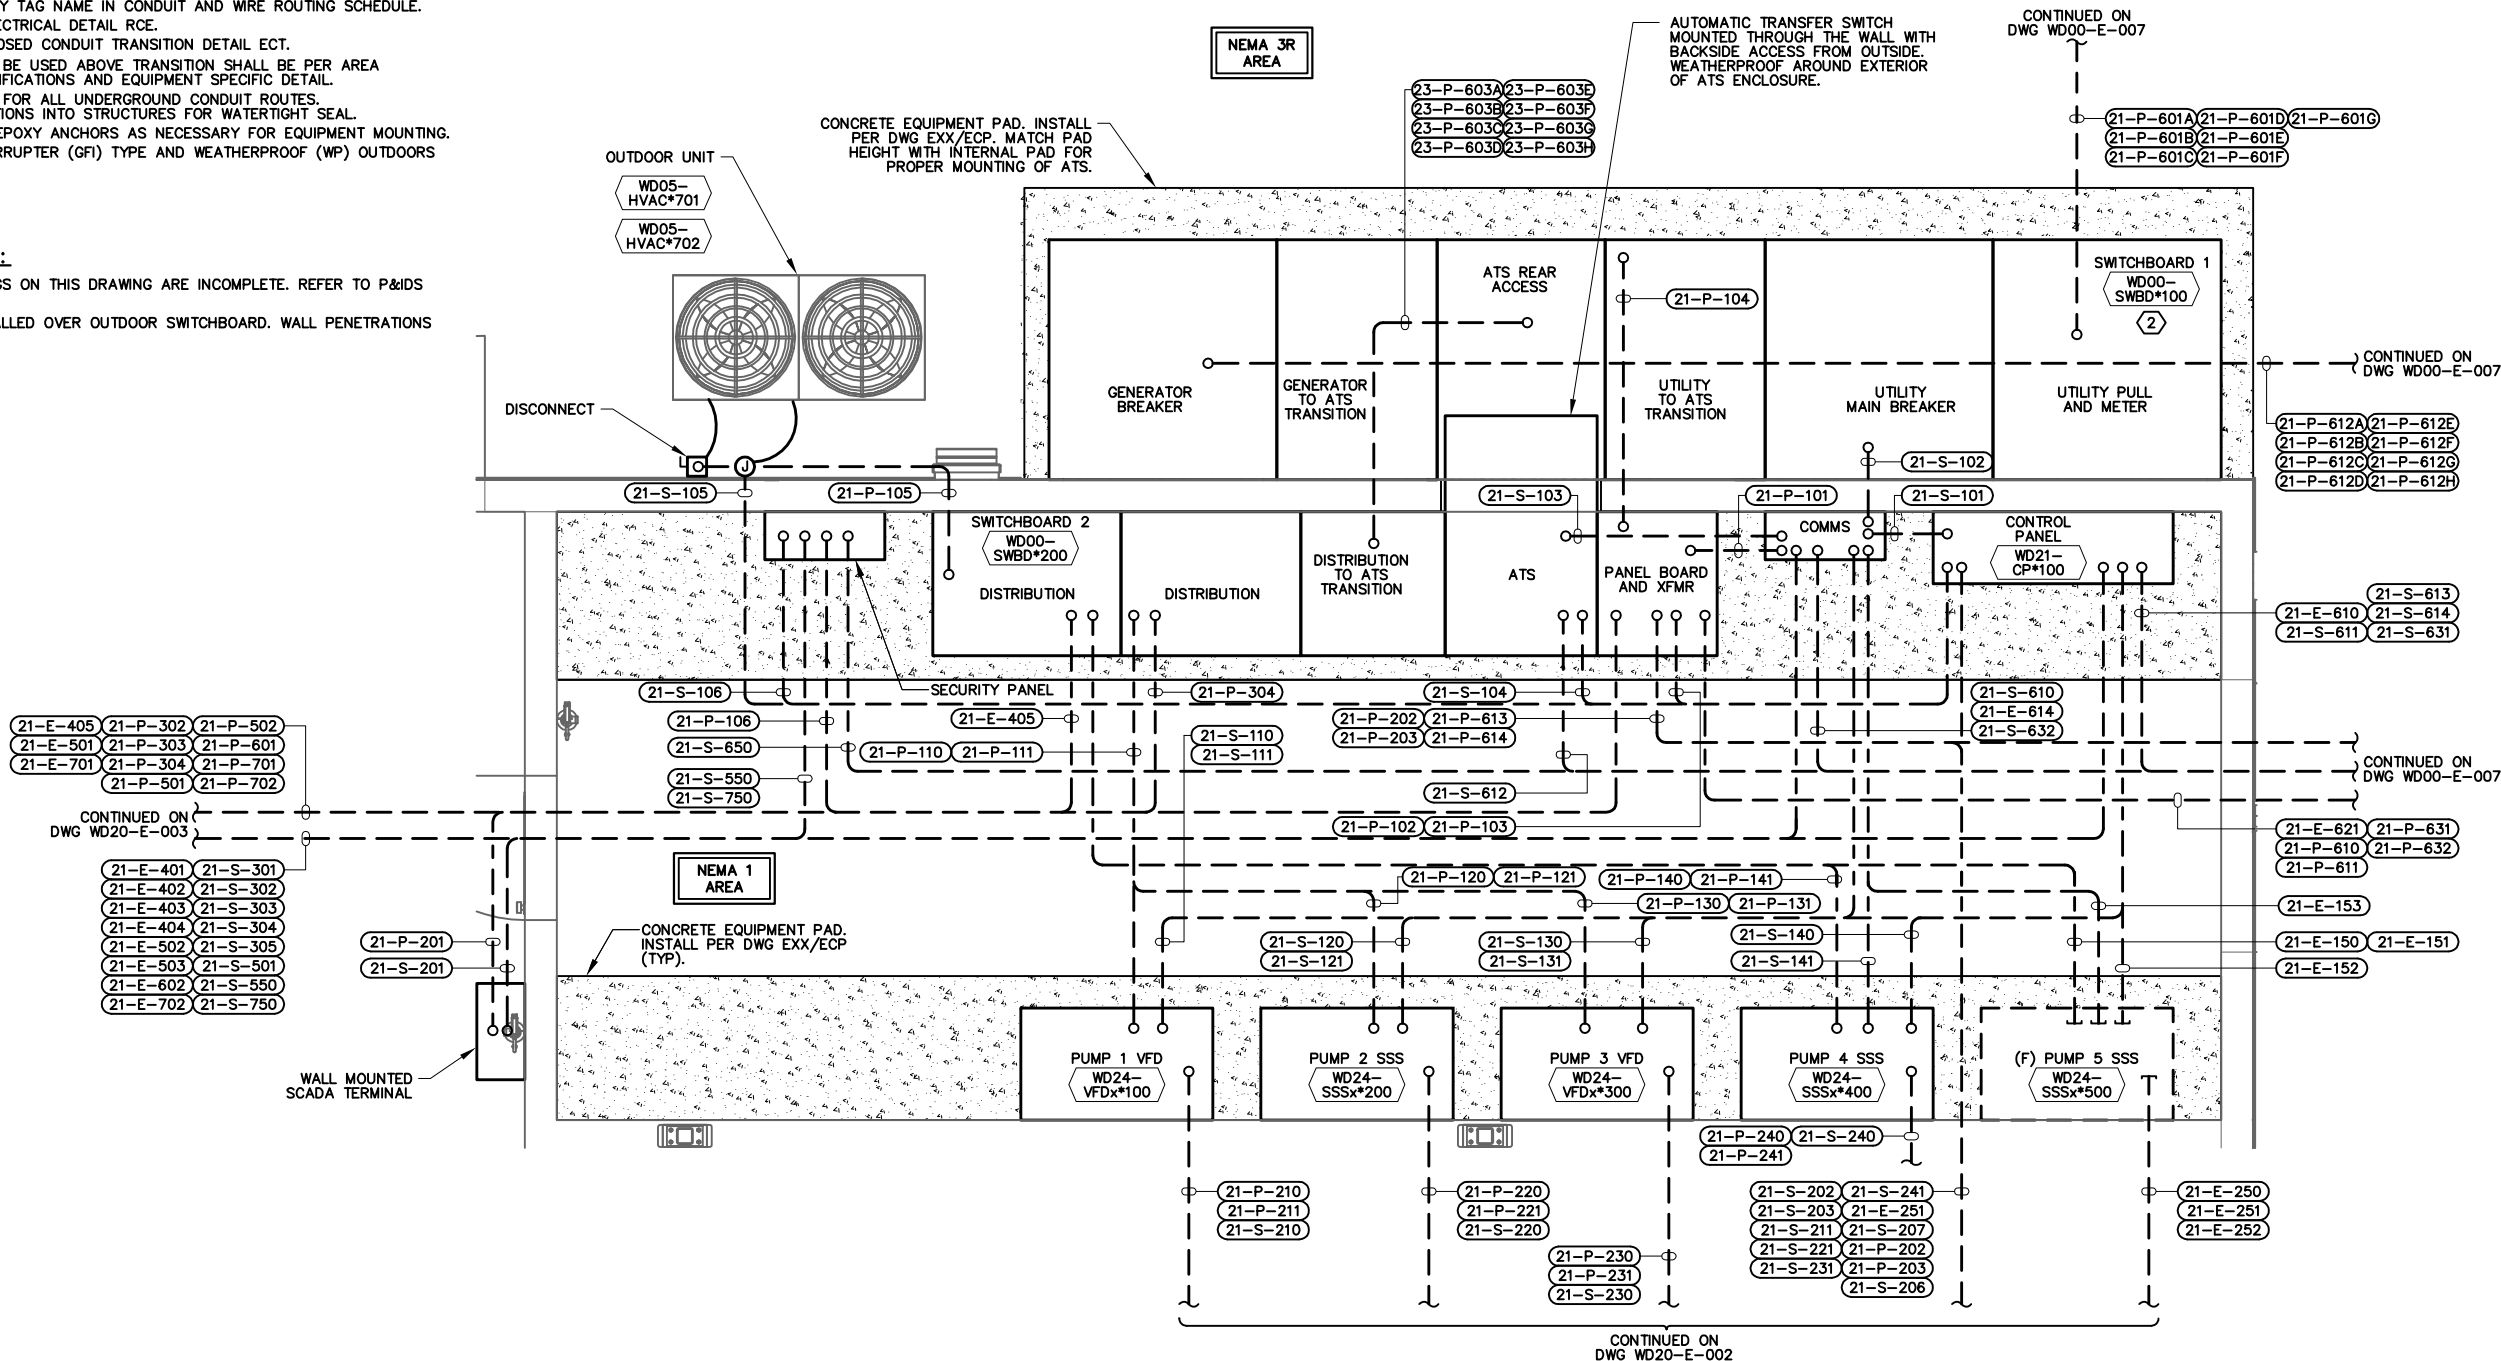 Y TAG NAME IN CONDUIT AND WIRE ROUTING SCHEDULE.
ECTRICAL DETAIL RCE.
OSED CONDUIT TRANSITION DETAIL ECT.
BE USED ABOVE TRANSITION SHALL BE PER AREA
IFICATIONS AND EQUIPMENT SPECIFIC DETAIL.
FOR ALL UNDERGROUND CONDUIT ROUTES.
TIONS INTO STRUCTURES FOR WATERTIGHT SEAL.
EPOXY ANCHORS AS NECESSARY FOR EQUIPMENT MOUNTING.
RRUPTER (GFI) TYPE AND WEATHERPROOF (WP) OUTDOORS
:
GS ON THIS DRAWING ARE INCOMPLETE. REFER TO P&IDS
ALLED OVER OUTDOOR SWITCHBOARD. WALL PENETRATIONS
NEMA 3R
AREA
AUTOMATIC TRANSFER SWITCH
MOUNTED THROUGH THE WALL WITH
BACKSIDE ACCESS FROM OUTSIDE.
WEATHERPROOF AROUND EXTERIOR
OF ATS ENCLOSURE.
CONTINUED ON
DWG WD00-E-007
23-P-603A 23-P-603E
23-P-603B 23-P-603F
23-P-603C 23-P-603G
23-P-603D 23-P-603H
21-P-601A 21-P-601D 21-P-601G
21-P-601B 21-P-601E
21-P-601C 21-P-601F
CONCRETE EQUIPMENT PAD. INSTALL
PER DWG EXX/ECP. MATCH PAD
HEIGHT WITH INTERNAL PAD FOR
PROPER MOUNTING OF ATS.
OUTDOOR UNIT
WD05-
HVAC*701
WD05-
HVAC*702
ATS REAR
ACCESS
21-P-104
SWITCHBOARD 1
WD00-
SWBD*100
2
CONTINUED ON
DWG WD00-E-007
GENERATOR
BREAKER
GENERATOR
TO ATS
TRANSITION
UTILITY
TO ATS
TRANSITION
UTILITY
MAIN BREAKER
UTILITY PULL
AND METER
DISCONNECT
J
21-P-612A 21-P-612E
21-P-612B 21-P-612F
21-P-612C 21-P-612G
21-P-612D 21-P-612H
21-S-102
21-S-105
21-P-105
21-S-103
21-P-101
21-S-101
SWITCHBOARD 2
WD00-
SWBD*200
DISTRIBUTION
DISTRIBUTION
DISTRIBUTION
TO ATS
TRANSITION
ATS
PANEL BOARD
AND XFMR
COMMS
CONTROL
PANEL
WD21-
CP*100
21-S-613
21-E-610 21-S-614
21-S-611 21-S-631
21-S-106
SECURITY PANEL
21-P-304
21-S-104
21-S-610
21-E-614
21-S-632
21-P-106
21-E-405
21-P-202 21-P-613
21-P-203 21-P-614
21-E-405 21-P-302 21-P-502
21-E-501 21-P-303 21-P-601
21-E-701 21-P-304 21-P-701
21-P-501 21-P-702
21-S-650
21-P-110 21-P-111
21-S-110
21-S-111
21-S-550
21-S-750
21-S-612
CONTINUED ON
DWG WD00-E-007
CONTINUED ON
DWG WD20-E-003
21-P-102 21-P-103
21-E-621 21-P-631
21-P-610 21-P-632
21-P-611
21-E-401 21-S-301
21-E-402 21-S-302
21-E-403 21-S-303
21-E-404 21-S-304
21-E-502 21-S-305
21-E-503 21-S-501
21-E-602 21-S-550
21-E-702 21-S-750
NEMA 1
AREA
21-P-120 21-P-121
21-P-140 21-P-141
21-P-130 21-P-131
21-E-153
CONCRETE EQUIPMENT PAD.
INSTALL PER DWG EXX/ECP
(TYP).
21-P-201
21-S-201
21-S-120
21-S-121
21-S-130
21-S-131
21-S-140
21-S-141
21-E-150 21-E-151
21-E-152
WALL MOUNTED
SCADA TERMINAL
PUMP 1 VFD
WD24-
VFDx*100
PUMP 2 SSS
WD24-
SSSx*200
PUMP 3 VFD
WD24-
VFDx*300
PUMP 4 SSS
WD24-
SSSx*400
(F) PUMP 5 SSS
WD24-
SSSx*500
21-P-240 21-S-240
21-P-241
21-P-210
21-P-211
21-S-210
21-P-220
21-P-221
21-S-220
21-P-230
21-P-231
21-S-230
21-S-202 21-S-241
21-S-203 21-E-251
21-S-211 21-S-207
21-S-221 21-P-202
21-S-231 21-P-203
21-S-206
21-E-250
21-E-251
21-E-252
CONTINUED ON
DWG WD20-E-002